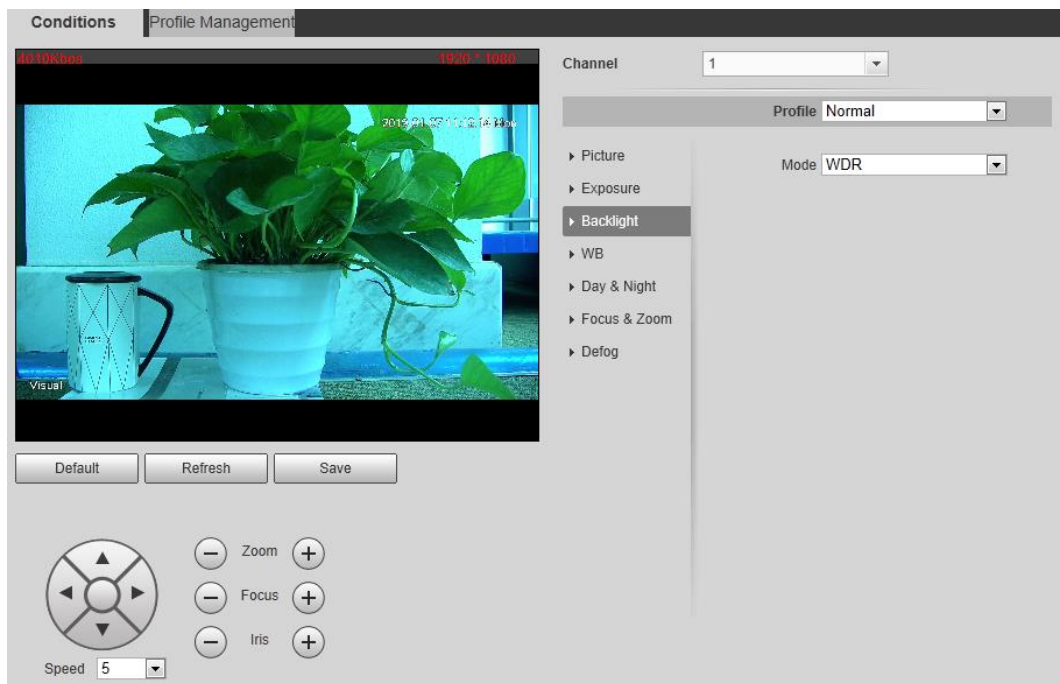 Conditions Profile Management
4010Kbps 1920 * 1080
Visual
Default Refresh Save
Zoom
Focus
Iris
Speed 5
Channel 1
Profile Normal
Picture
Exposure
Backlight
WB
Day & Night
Focus & Zoom
Defog
Mode WDR